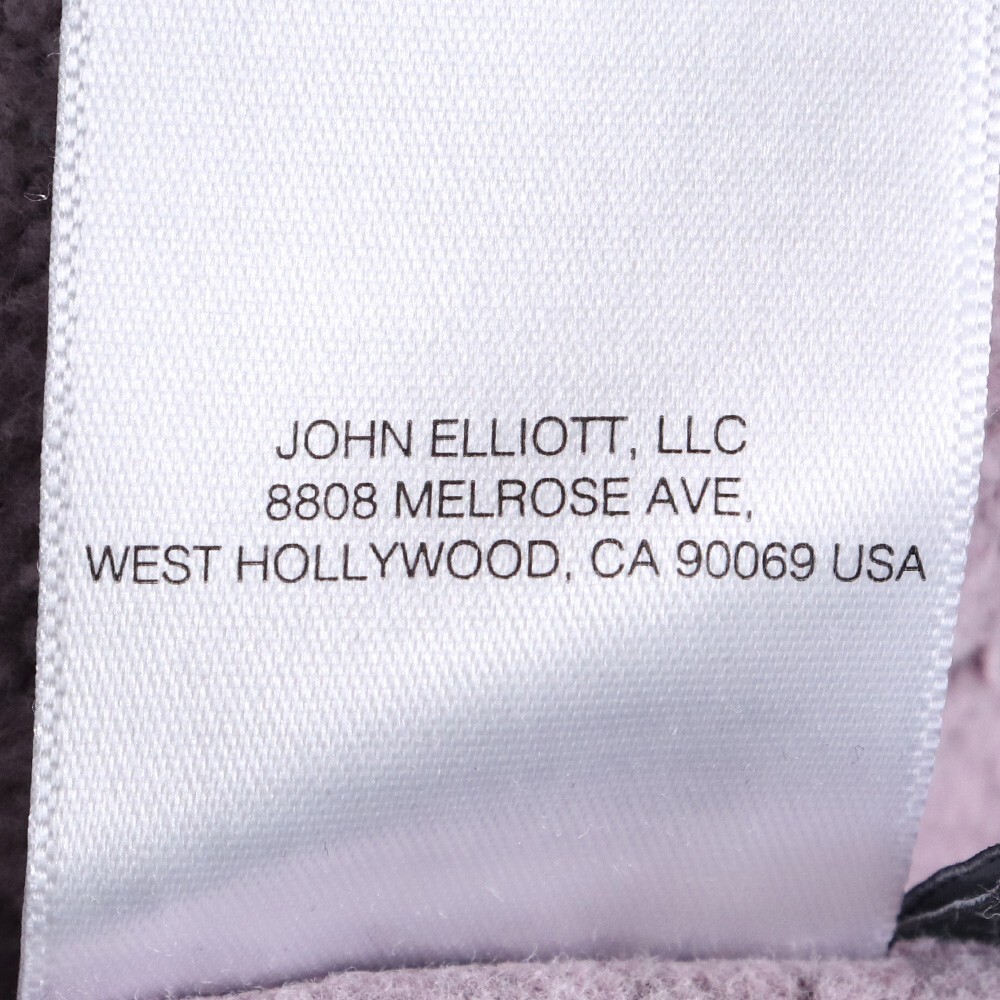 JOHN ELLIOTT, LLC
8808 MELROSE AVE,
WEST HOLLYWOOD, CA 90069 USA